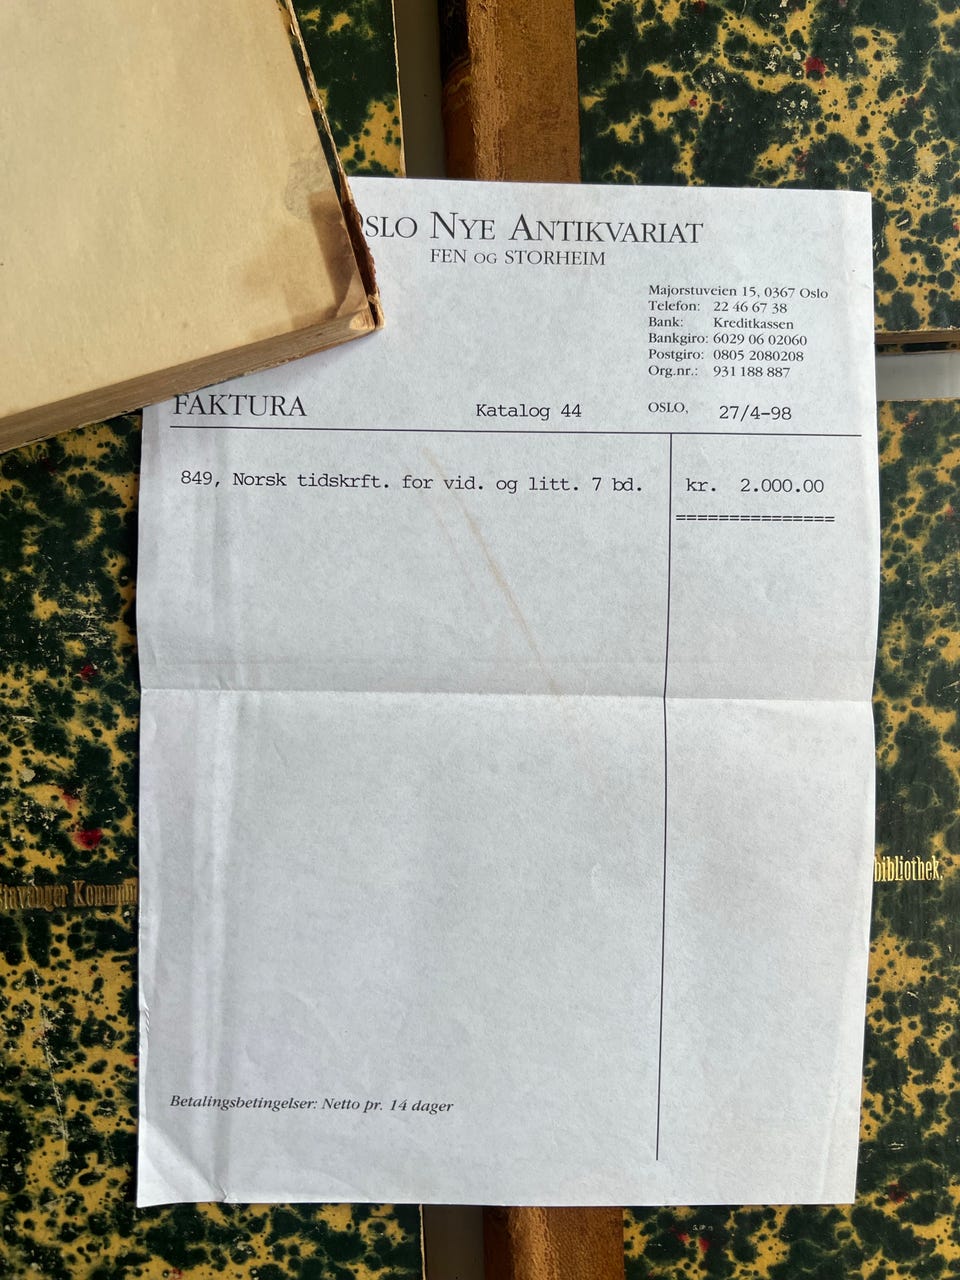 OSLO NYE ANTIKVARIAT
FEN OG STORHEIM
Majorstuveien 15, 0367 Oslo
Telefon: 22 46 67 38
Bank: Kreditkassen
Bankgiro: 6029 06 02060
Postgiro: 0805 2080208
Org.nr.: 931 188 887
FAKTURA Katalog 44 OSLO, 27/4-98
849, Norsk tidskrft. for vid. og litt. 7 bd. kr. 2.000.00
===============
Stavanger Kommun
bibliothek.
Betalingsbetingelser: Netto pr. 14 dager